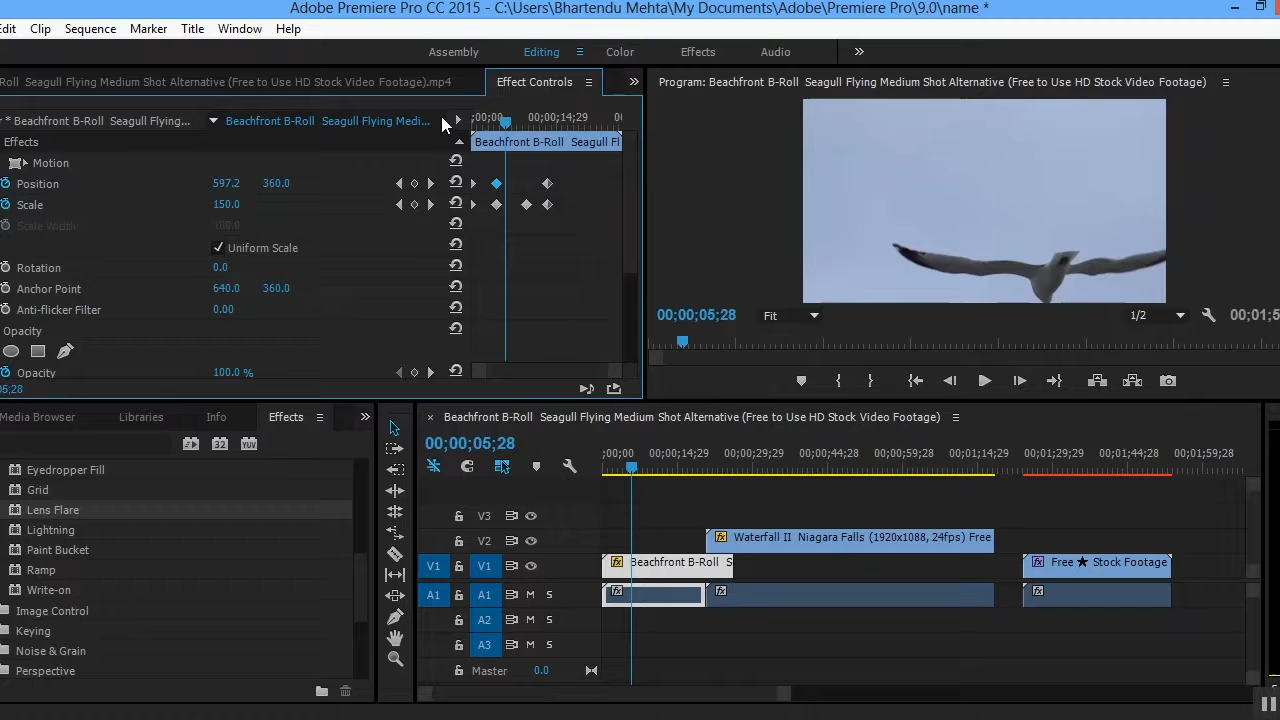 Adobe Premiere Pro CC 2015 - C:\Users\Bhartendu Mehta\My Documents\Adobe\Premiere Pro\9.0\name *
Edit Clip Sequence Marker Title Window Help
Assembly Editing Color Effects Audio
Roll Seagull Flying Medium Shot Alternative (Free to Use HD Stock Video Footage).mp4
Effect Controls
Program: Beachfront B-Roll Seagull Flying Medium Shot Alternative (Free to Use HD Stock Video Footage)
* Beachfront B-Roll Seagull Flying...
Beachfront B-Roll Seagull Flying Medi...
;00;00 00;00;14;29 00
Effects
Beachfront B-Roll Seagull Fl
Motion
Position 597.2 360.0
Scale 150.0
Scale Width 100.0
Uniform Scale
Rotation 0.0
Anchor Point 640.0 360.0
Anti-flicker Filter 0.00
Opacity
Opacity 100.0 %
05;28
00;00;05;28 Fit 1/2 00;01;5
Media Browser Libraries Info Effects
32 YUV
Eyedropper Fill
Grid
Lens Flare
Lightning
Paint Bucket
Ramp
Write-on
Image Control
Keying
Noise & Grain
Perspective
× Beachfront B-Roll Seagull Flying Medium Shot Alternative (Free to Use HD Stock Video Footage)
00;00;05;28
;00;00 00;00;14;29 00;00;29;29 00;00;44;28 00;00;59;28 00;01;14;29 00;01;29;29 00;01;44;28 00;01;59;28
V3
V2 fx Waterfall II Niagara Falls (1920x1088, 24fps) Free
V1 V1 fx Beachfront B-Roll S fx Free ★ Stock Footage
A1 A1 M S fx fx fx
A2 M S
A3 M S
Master 0.0